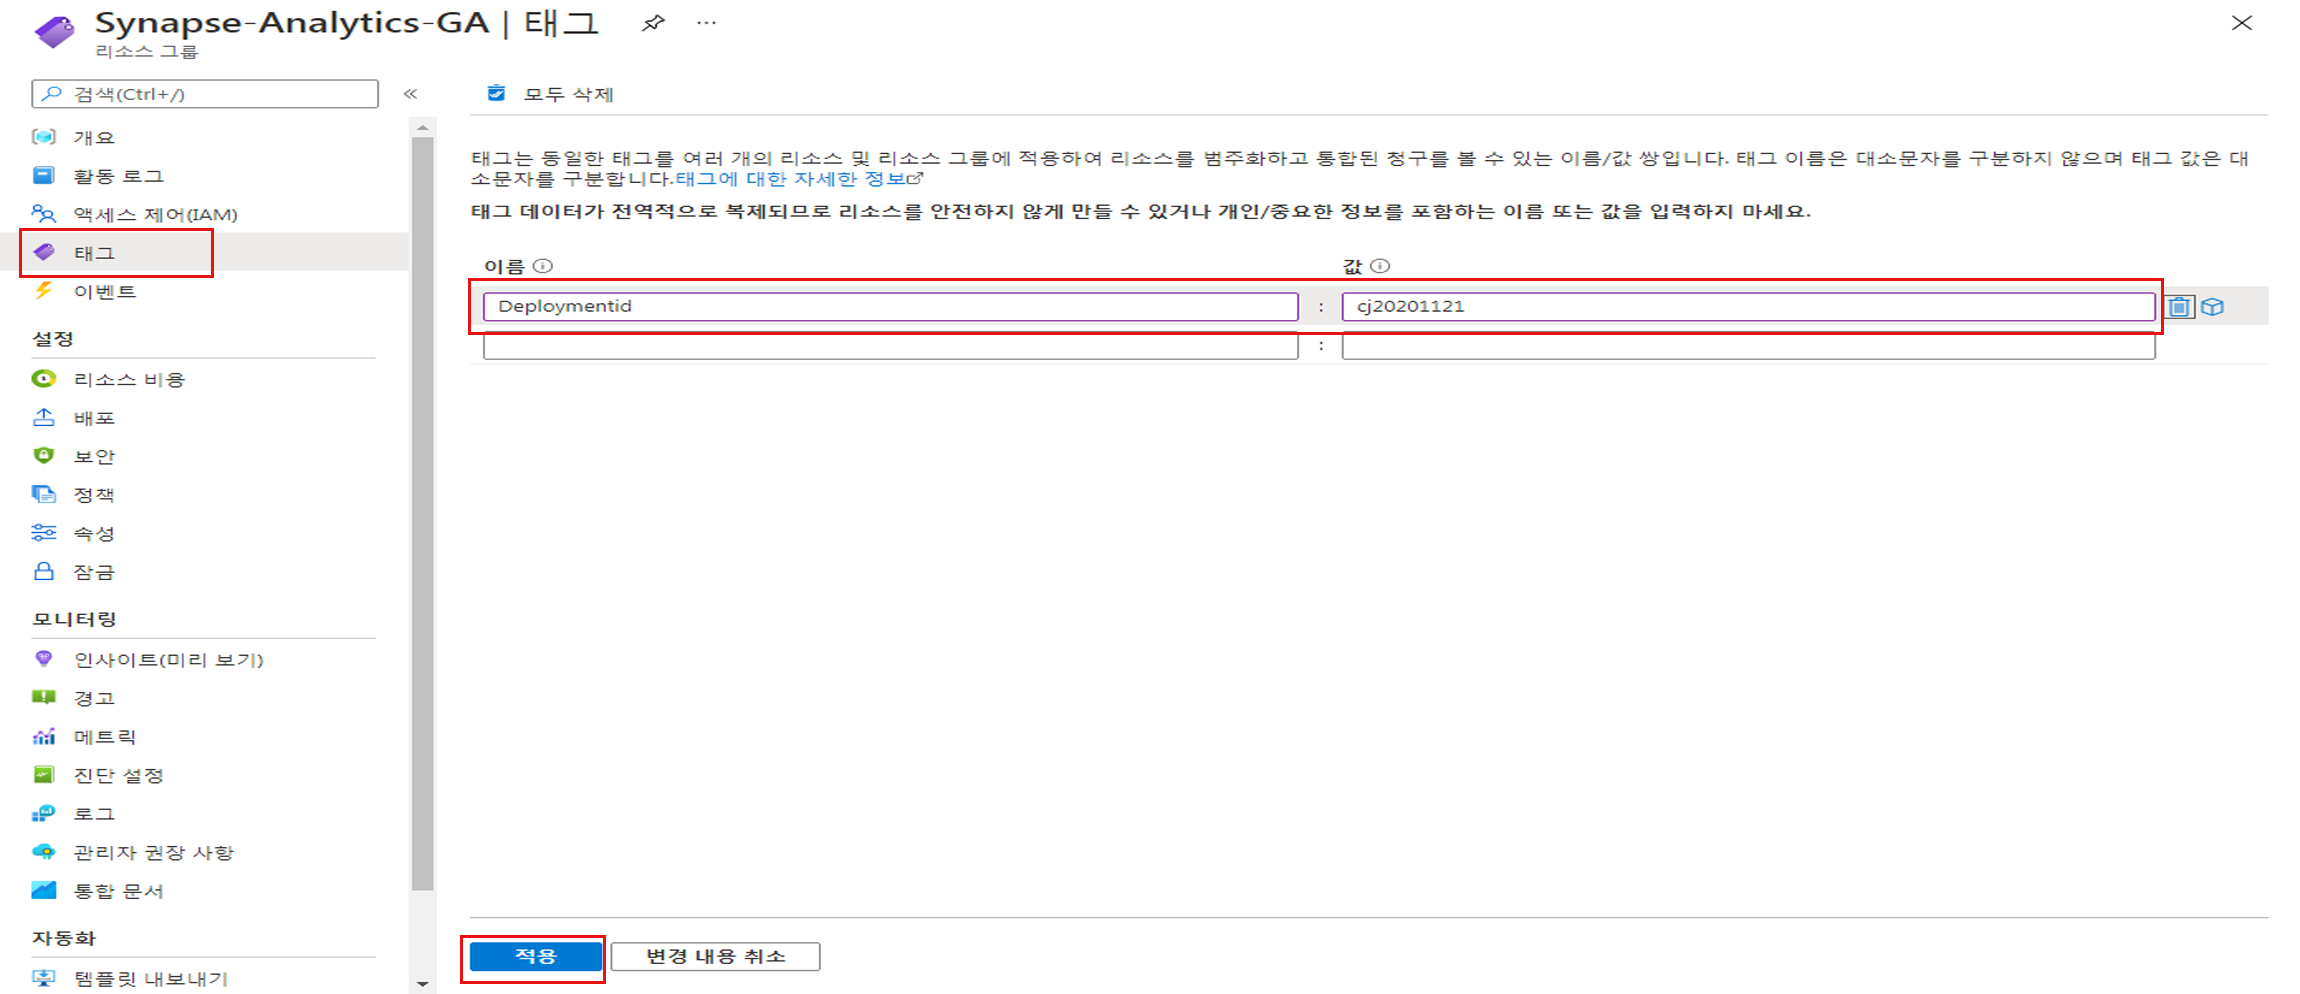 Synapse-Analytics-GA | 태그
리소스 그룹
검색(Ctrl+/)
모두 삭제
개요
활동 로그
액세스 제어(IAM)
태그
이벤트
설정
리소스 비용
배포
보안
정책
속성
잠금
모니터링
인사이트(미리 보기)
경고
메트릭
진단 설정
로그
관리자 권장 사항
통합 문서
자동화
템플릿 내보내기
태그는 동일한 태그를 여러 개의 리소스 및 리소스 그룹에 적용하여 리소스를 범주화하고 통합된 청구를 볼 수 있는 이름/값 쌍입니다. 태그 이름은 대소문자를 구분하지 않으며 태그 값은 대
소문자를 구분합니다.태그에 대한 자세한 정보
태그 데이터가 전역적으로 복제되므로 리소스를 안전하지 않게 만들 수 있거나 개인/중요한 정보를 포함하는 이름 또는 값을 입력하지 마세요.
이름 값
Deploymentid : cj20201121
:
적용 변경 내용 취소